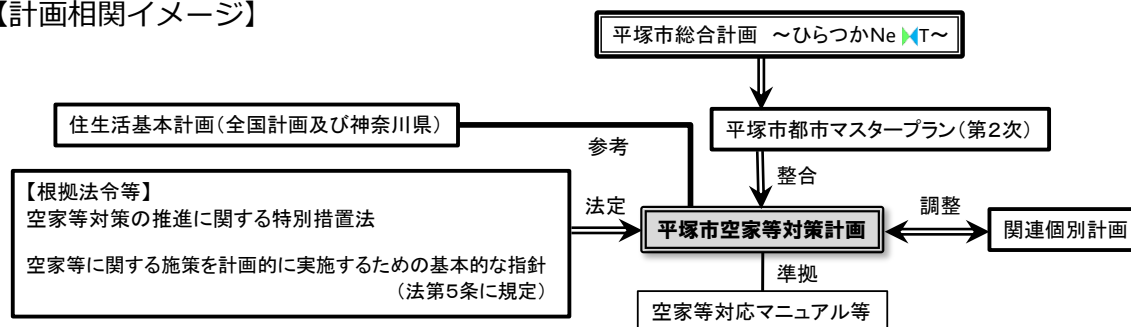 【計画相関イメージ】
平塚市総合計画 ～ひらつかNeXT～
住生活基本計画（全国計画及び神奈川県）
参考
平塚市都市マスタープラン（第２次）
整合
【根拠法令等】
空家等対策の推進に関する特別措置法
空家等に関する施策を計画的に実施するための基本的な指針
（法第５条に規定）
法定
平塚市空家等対策計画
調整
関連個別計画
準拠
空家等対応マニュアル等